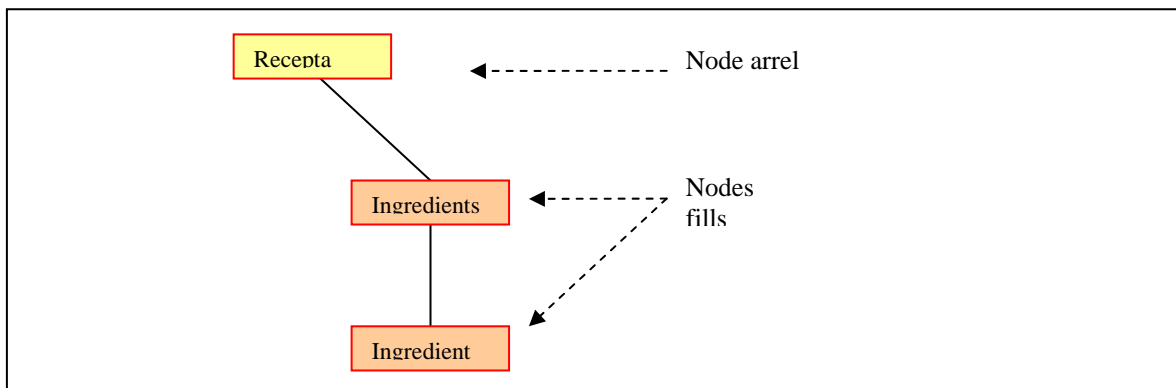 Recepta
Node arrel
Ingredients
Nodes
fills
Ingredient